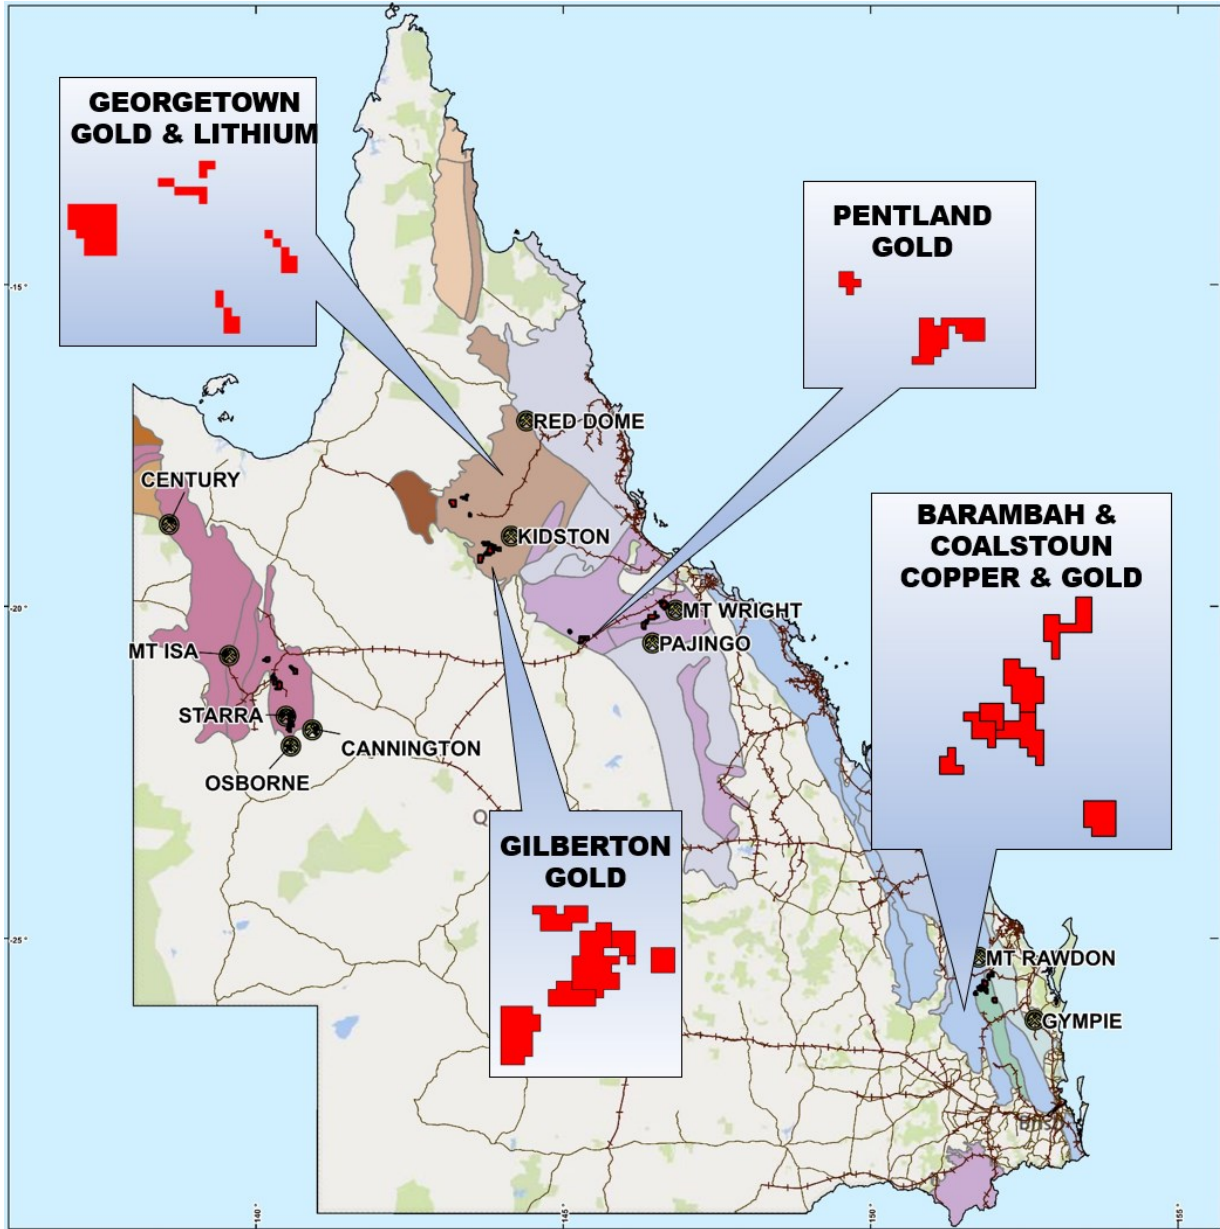 GEORGETOWN
GOLD & LITHIUM
PENTLAND
GOLD
-15°
RED DOME
CENTURY
KIDSTON
BARAMBAH &
COALSTOUN
COPPER & GOLD
-20°
MT WRIGHT
PAJINGO
MT ISA
STARRA
CANNINGTON
OSBORNE
GILBERTON
GOLD
-25°
MT RAWDON
GYMPIE
140°
145°
150°
155°